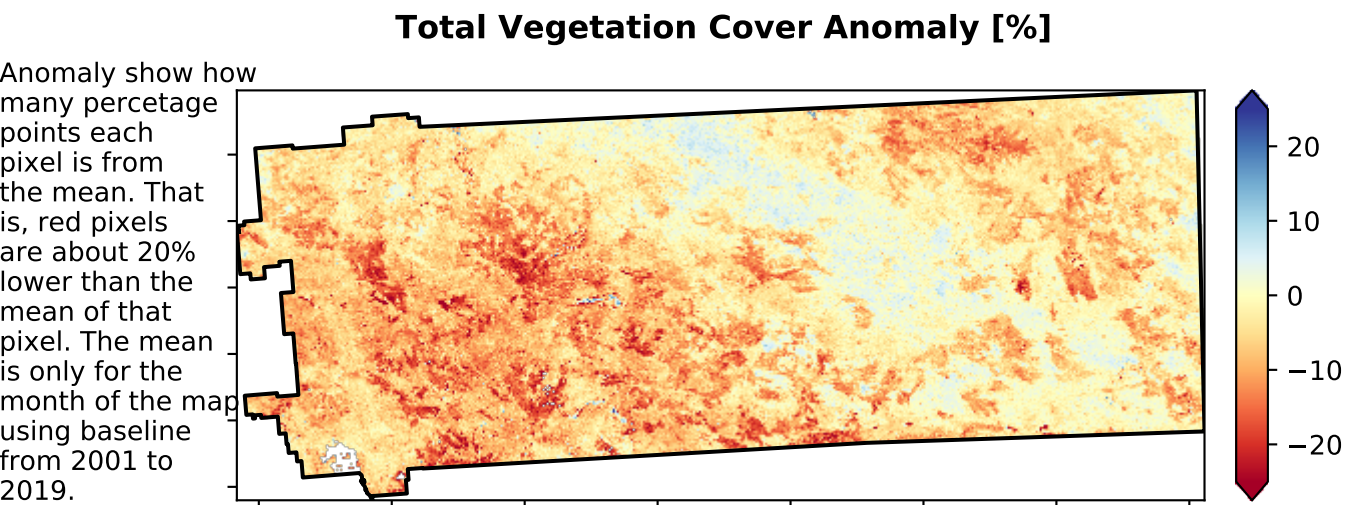 Total Vegetation Cover Anomaly [%]
Anomaly show how
many percetage
points each
pixel is from
the mean. That
is, red pixels
are about 20%
lower than the
mean of that
pixel. The mean
is only for the
month of the map
using baseline
from 2001 to
2019.
20
10
0
−10
−20